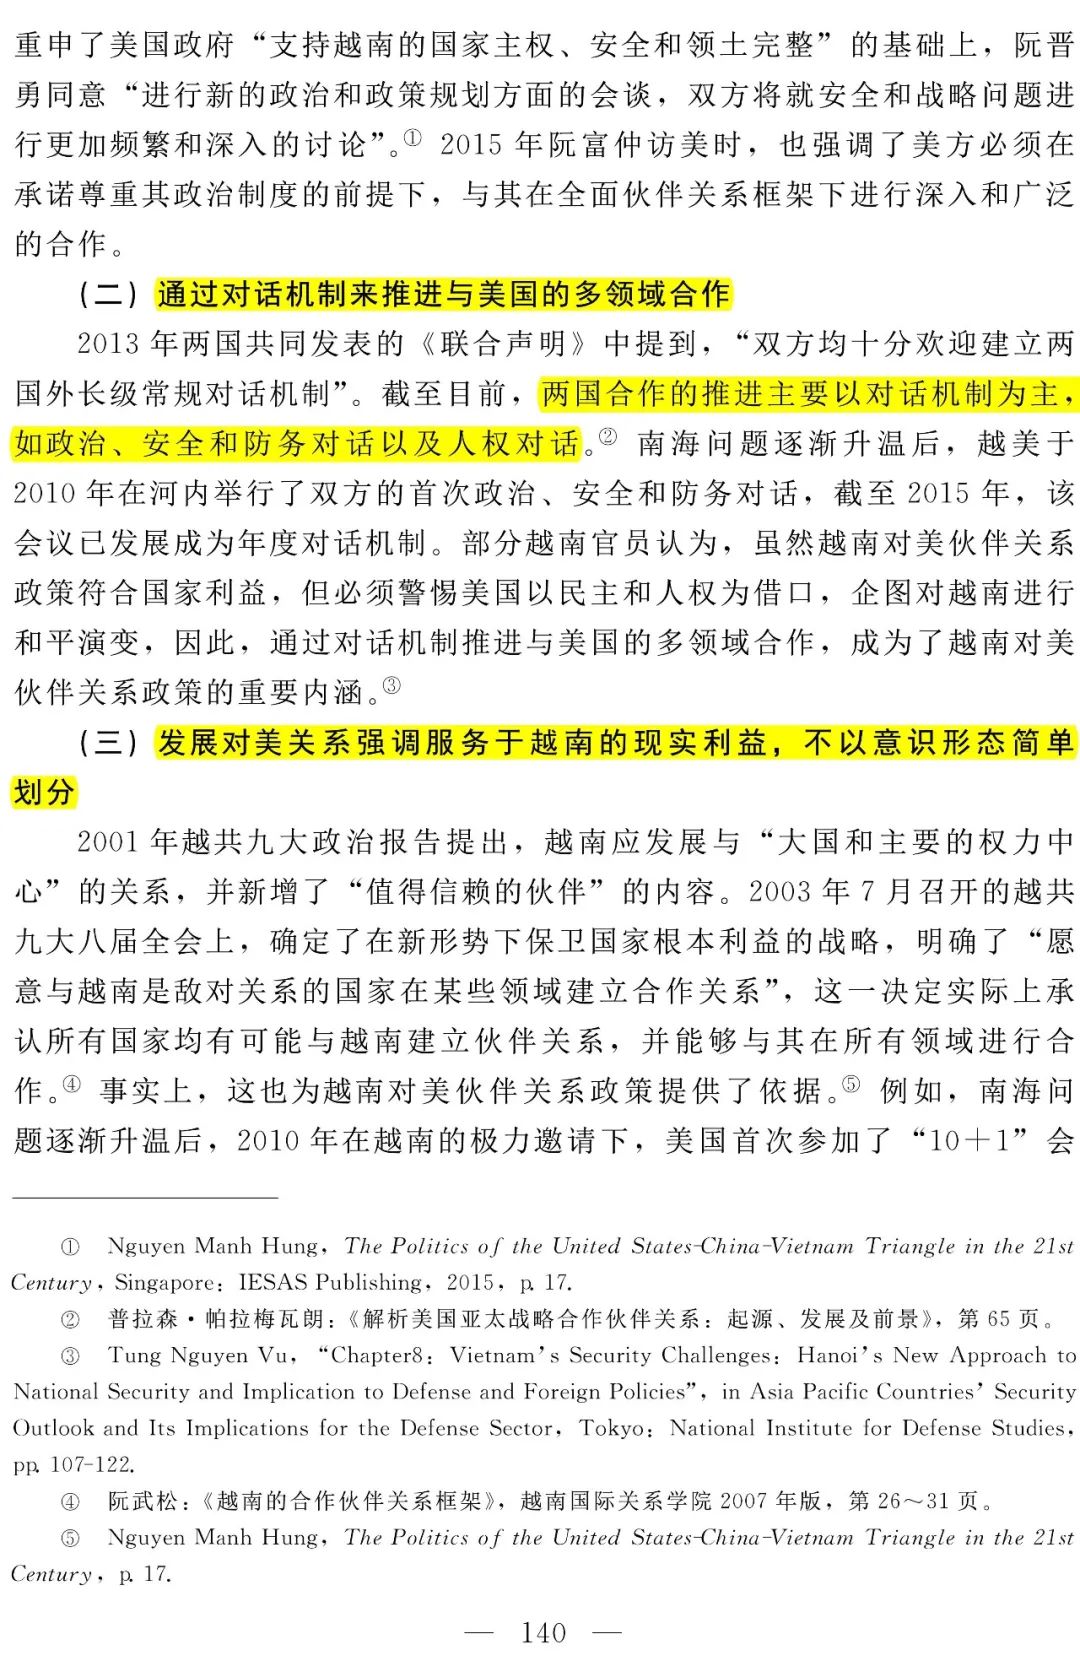 重申了美国政府“支持越南的国家主权、安全和领土完整”的基础上，阮晋
勇同意“进行新的政治和政策规划方面的会谈，双方将就安全和战略问题进
行更加频繁和深入的讨论”。① 2015 年阮富仲访美时，也强调了美方必须在
承诺尊重其政治制度的前提下，与其在全面伙伴关系框架下进行深入和广泛
的合作。
（二）通过对话机制来推进与美国的多领域合作
2013 年两国共同发表的《联合声明》中提到，“双方均十分欢迎建立两
国外长级常规对话机制”。截至目前，两国合作的推进主要以对话机制为主，
如政治、安全和防务对话以及人权对话。② 南海问题逐渐升温后，越美于
2010 年在河内举行了双方的首次政治、安全和防务对话，截至 2015 年，该
会议已发展成为年度对话机制。部分越南官员认为，虽然越南对美伙伴关系
政策符合国家利益，但必须警惕美国以民主和人权为借口，企图对越南进行
和平演变，因此，通过对话机制推进与美国的多领域合作，成为了越南对美
伙伴关系政策的重要内涵。③
（三）发展对美关系强调服务于越南的现实利益，不以意识形态简单
划分
2001 年越共九大政治报告提出，越南应发展与“大国和主要的权力中
心”的关系，并新增了“值得信赖的伙伴”的内容。2003 年 7 月召开的越共
九大八届全会上，确定了在新形势下保卫国家根本利益的战略，明确了“愿
意与越南是敌对关系的国家在某些领域建立合作关系”，这一决定实际上承
认所有国家均有可能与越南建立伙伴关系，并能够与其在所有领域进行合
作。④ 事实上，这也为越南对美伙伴关系政策提供了依据。⑤ 例如，南海问
题逐渐升温后，2010 年在越南的极力邀请下，美国首次参加了“10＋1”会
① Nguyen Manh Hung，The Politics of the United States-China-Vietnam Triangle in the 21st
Century，Singapore：IESAS Publishing，2015，p. 17.
② 普拉森·帕拉梅瓦朗：《解析美国亚太战略合作伙伴关系：起源、发展及前景》，第 65 页。
③ Tung Nguyen Vu，“Chapter8：Vietnam’s Security Challenges：Hanoi’s New Approach to
National Security and Implication to Defense and Foreign Policies”，in Asia Pacific Countries’ Security
Outlook and Its Implications for the Defense Sector，Tokyo：National Institute for Defense Studies，
pp. 107-122.
④ 阮武松：《越南的合作伙伴关系框架》，越南国际关系学院 2007 年版，第 26～31 页。
⑤ Nguyen Manh Hung，The Politics of the United States-China-Vietnam Triangle in the 21st
Century，p. 17.
— 140 —